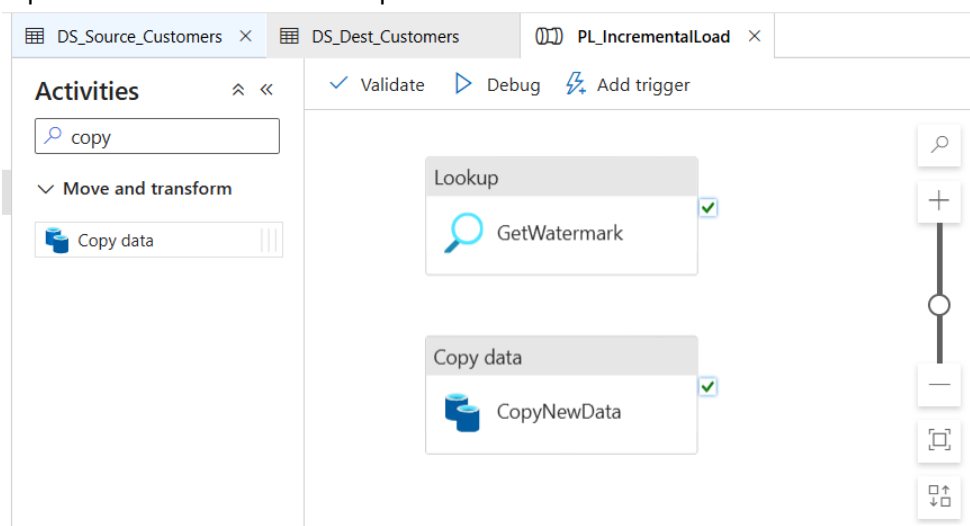 DS_Source_Customers
DS_Dest_Customers
PL_IncrementalLoad
Activities
Validate
Debug
Add trigger
copy
Move and transform
Copy data
Lookup
GetWatermark
Copy data
CopyNewData